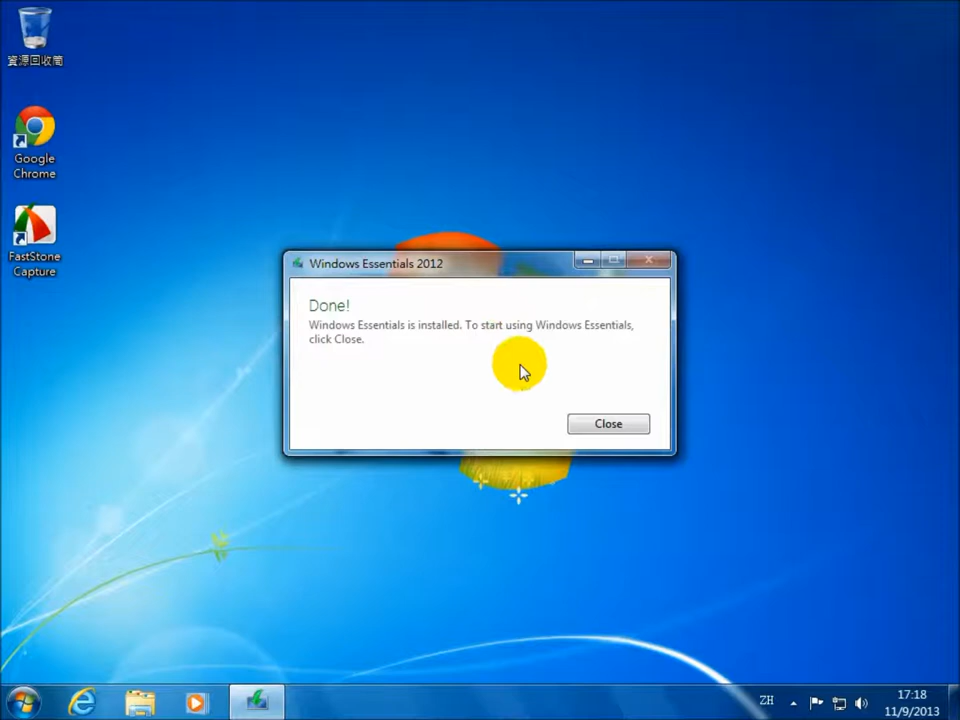 資源回收筒
Google
Chrome
FastStone
Capture
Windows Essentials 2012
Done!
Windows Essentials is installed. To start using Windows Essentials,
click Close.
Close
ZH
17:18
11/9/2013